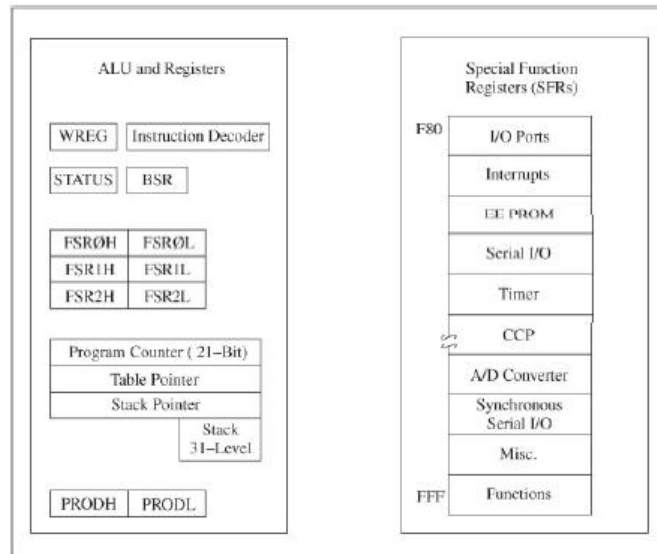 ALU and Registers
WREG
Instruction Decoder
STATUS
BSR
FSRØH
FSRØL
FSR1H
FSR1L
FSR2H
FSR2L
Program Counter ( 21–Bit)
Table Pointer
Stack Pointer
Stack
31–Level
PRODH
PRODL
Special Function
Registers (SFRs)
F80
I/O Ports
Interrupts
EE PROM
Serial I/O
Timer
CCP
A/D Converter
Synchronous
Serial I/O
Misc.
FFF
Functions